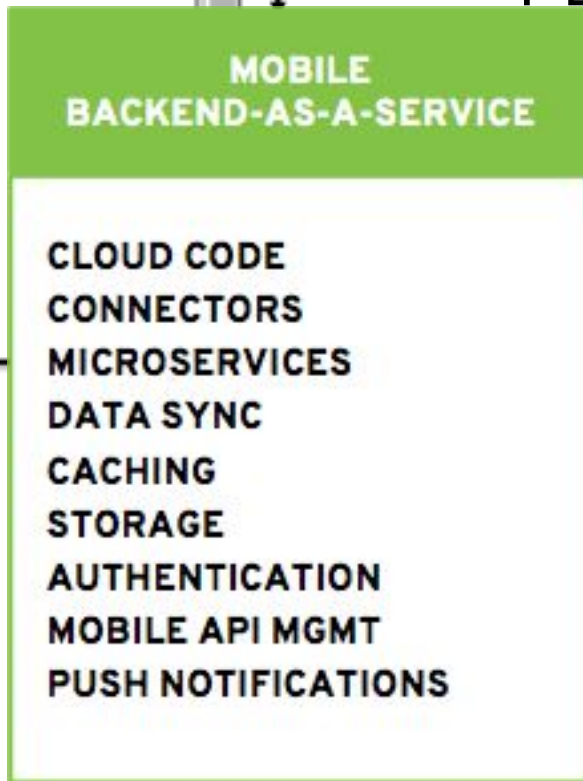 MOBILE
BACKEND-AS-A-SERVICE
CLOUD CODE
CONNECTORS
MICROSERVICES
DATA SYNC
CACHING
STORAGE
AUTHENTICATION
MOBILE API MGMT
PUSH NOTIFICATIONS